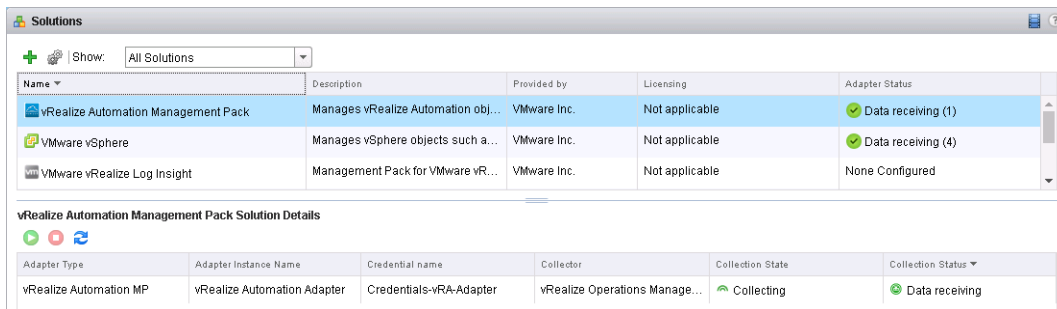 Solutions
Show: All Solutions
Name Description Provided by Licensing Adapter Status
vRealize Automation Management Pack Manages vRealize Automation obj... VMware Inc. Not applicable Data receiving (1)
VMware vSphere Manages vSphere objects such a... VMware Inc. Not applicable Data receiving (4)
vm VMware vRealize Log Insight Management Pack for VMware vR... VMware Inc. Not applicable None Configured
vRealize Automation Management Pack Solution Details
Adapter Type Adapter Instance Name Credential name Collector Collection State Collection Status
vRealize Automation MP vRealize Automation Adapter Credentials-vRA-Adapter vRealize Operations Manage... Collecting Data receiving